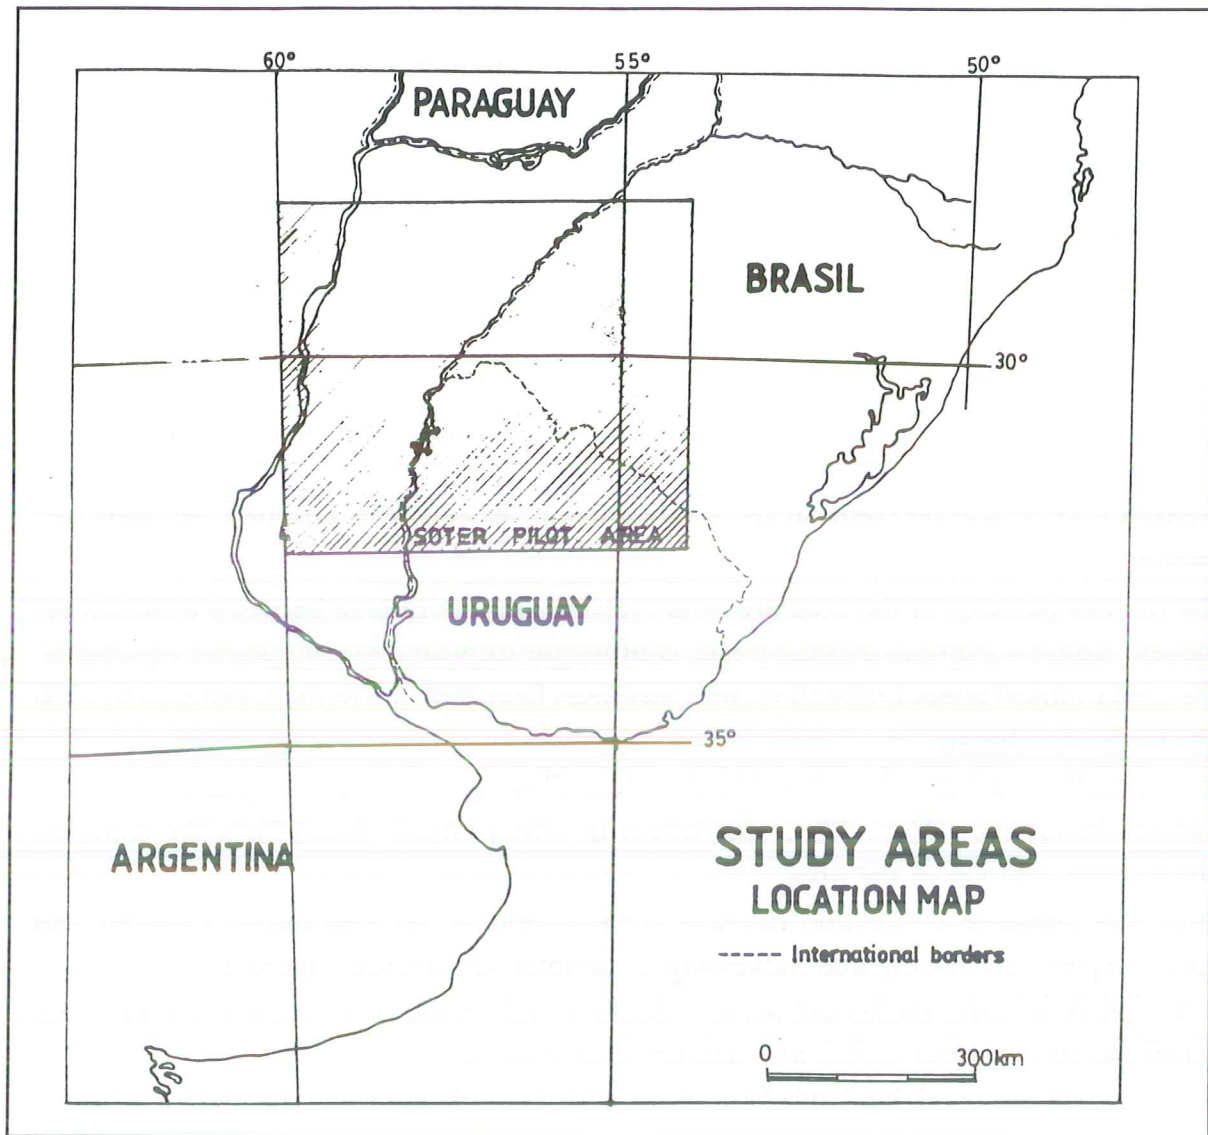 60° 55° 50°
PARAGUAY
BRASIL
30°
SOTER PILOT AREA
URUGUAY
35°
STUDY AREAS
ARGENTINA
LOCATION MAP
International borders
0 300km